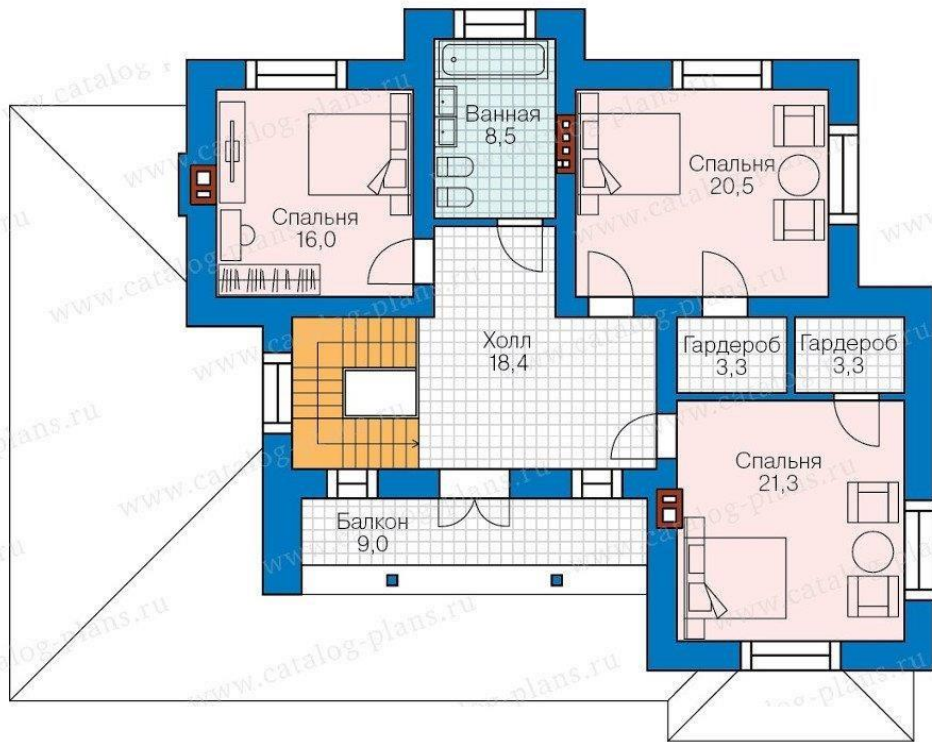 Ванная
8,5
Спальня
20,5
Спальня
16,0
Холл
18,4
Гардероб
3,3
Гардероб
3,3
Спальня
21,3
Балкон
9,0
www.catalog-plans.ru